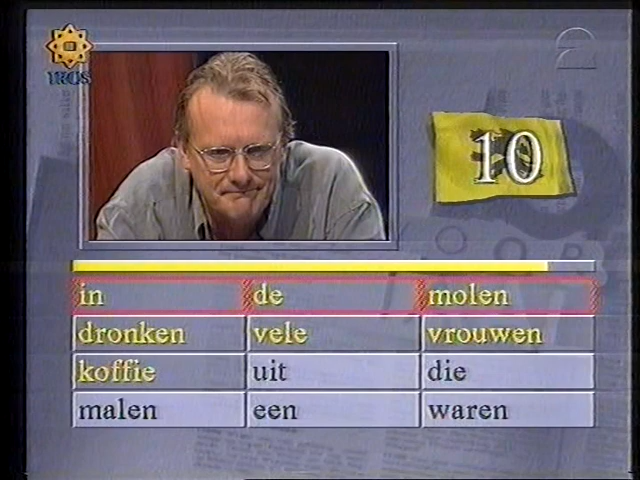 TROS
2
10
in de molen
dronken vele vrouwen
koffie uit die
malen een waren